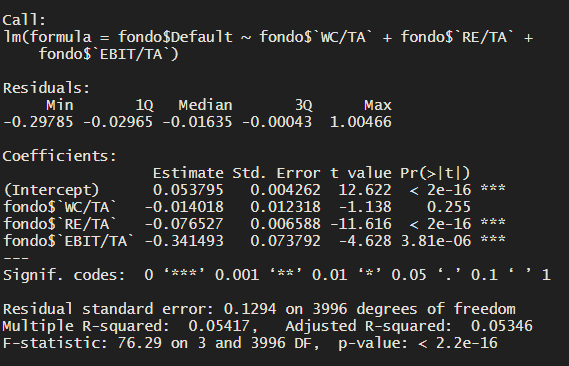 Call:
lm(formula = fondo$Default ~ fondo$`WC/TA` + fondo$`RE/TA` +
    fondo$`EBIT/TA`)
Residuals:
     Min       1Q   Median       3Q      Max
-0.29785 -0.02965 -0.01635 -0.00043  1.00466
Coefficients:
                 Estimate Std. Error t value Pr(>|t|)
(Intercept)      0.053795   0.004262  12.622  < 2e-16 ***
fondo$`WC/TA`   -0.014018   0.012318  -1.138    0.255
fondo$`RE/TA`   -0.076527   0.006588 -11.616  < 2e-16 ***
fondo$`EBIT/TA` -0.341493   0.073792  -4.628 3.81e-06 ***
---
Signif. codes:  0 ‘***’ 0.001 ‘**’ 0.01 ‘*’ 0.05 ‘.’ 0.1 ‘ ’ 1
Residual standard error: 0.1294 on 3996 degrees of freedom
Multiple R-squared:  0.05417,	Adjusted R-squared:  0.05346
F-statistic: 76.29 on 3 and 3996 DF,  p-value: < 2.2e-16